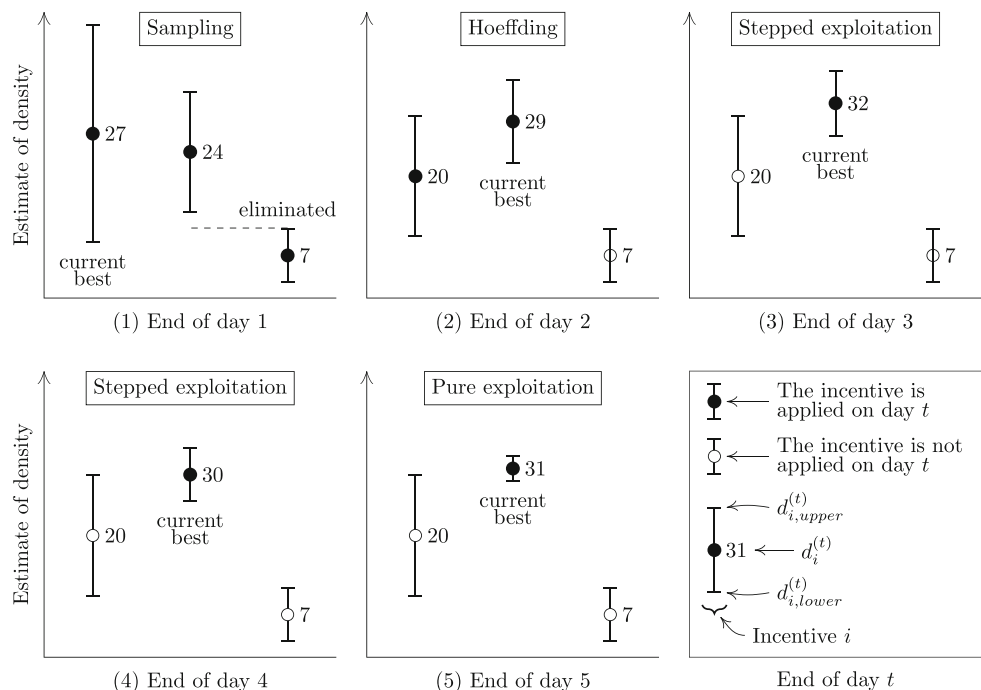 Sampling
Estimate of density
27
24
7
eliminated
current
best
(1) End of day 1
Hoeffding
20
29
7
current
best
(2) End of day 2
Stepped exploitation
20
32
7
current
best
(3) End of day 3
Stepped exploitation
Estimate of density
20
30
7
current
best
(4) End of day 4
Pure exploitation
20
31
7
current
best
(5) End of day 5
The incentive is
applied on day t
The incentive is not
applied on day t
d_{i,upper}^{(t)}
31
d_i^{(t)}
d_{i,lower}^{(t)}
Incentive i
End of day t